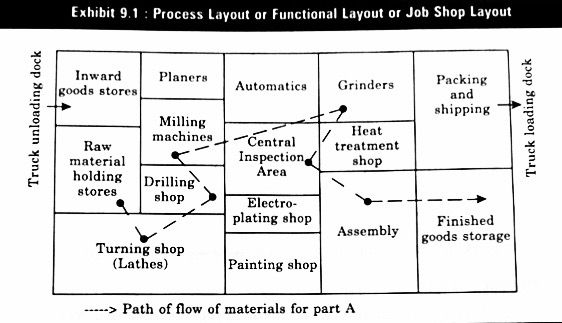 Exhibit 9.1 : Process Layout or Functional Layout or Job Shop Layout
Truck unloading dock
Inward
goods stores
Planers
Automatics
Grinders
Packing
and
shipping
Truck loading dock
Raw
material
holding
stores
Milling
machines
Drilling
shop
Central
Inspection
Area
Heat
treatment
shop
Electro-
plating shop
Turning shop
(Lathes)
Painting shop
Assembly
Finished
goods storage
-----> Path of flow of materials for part A